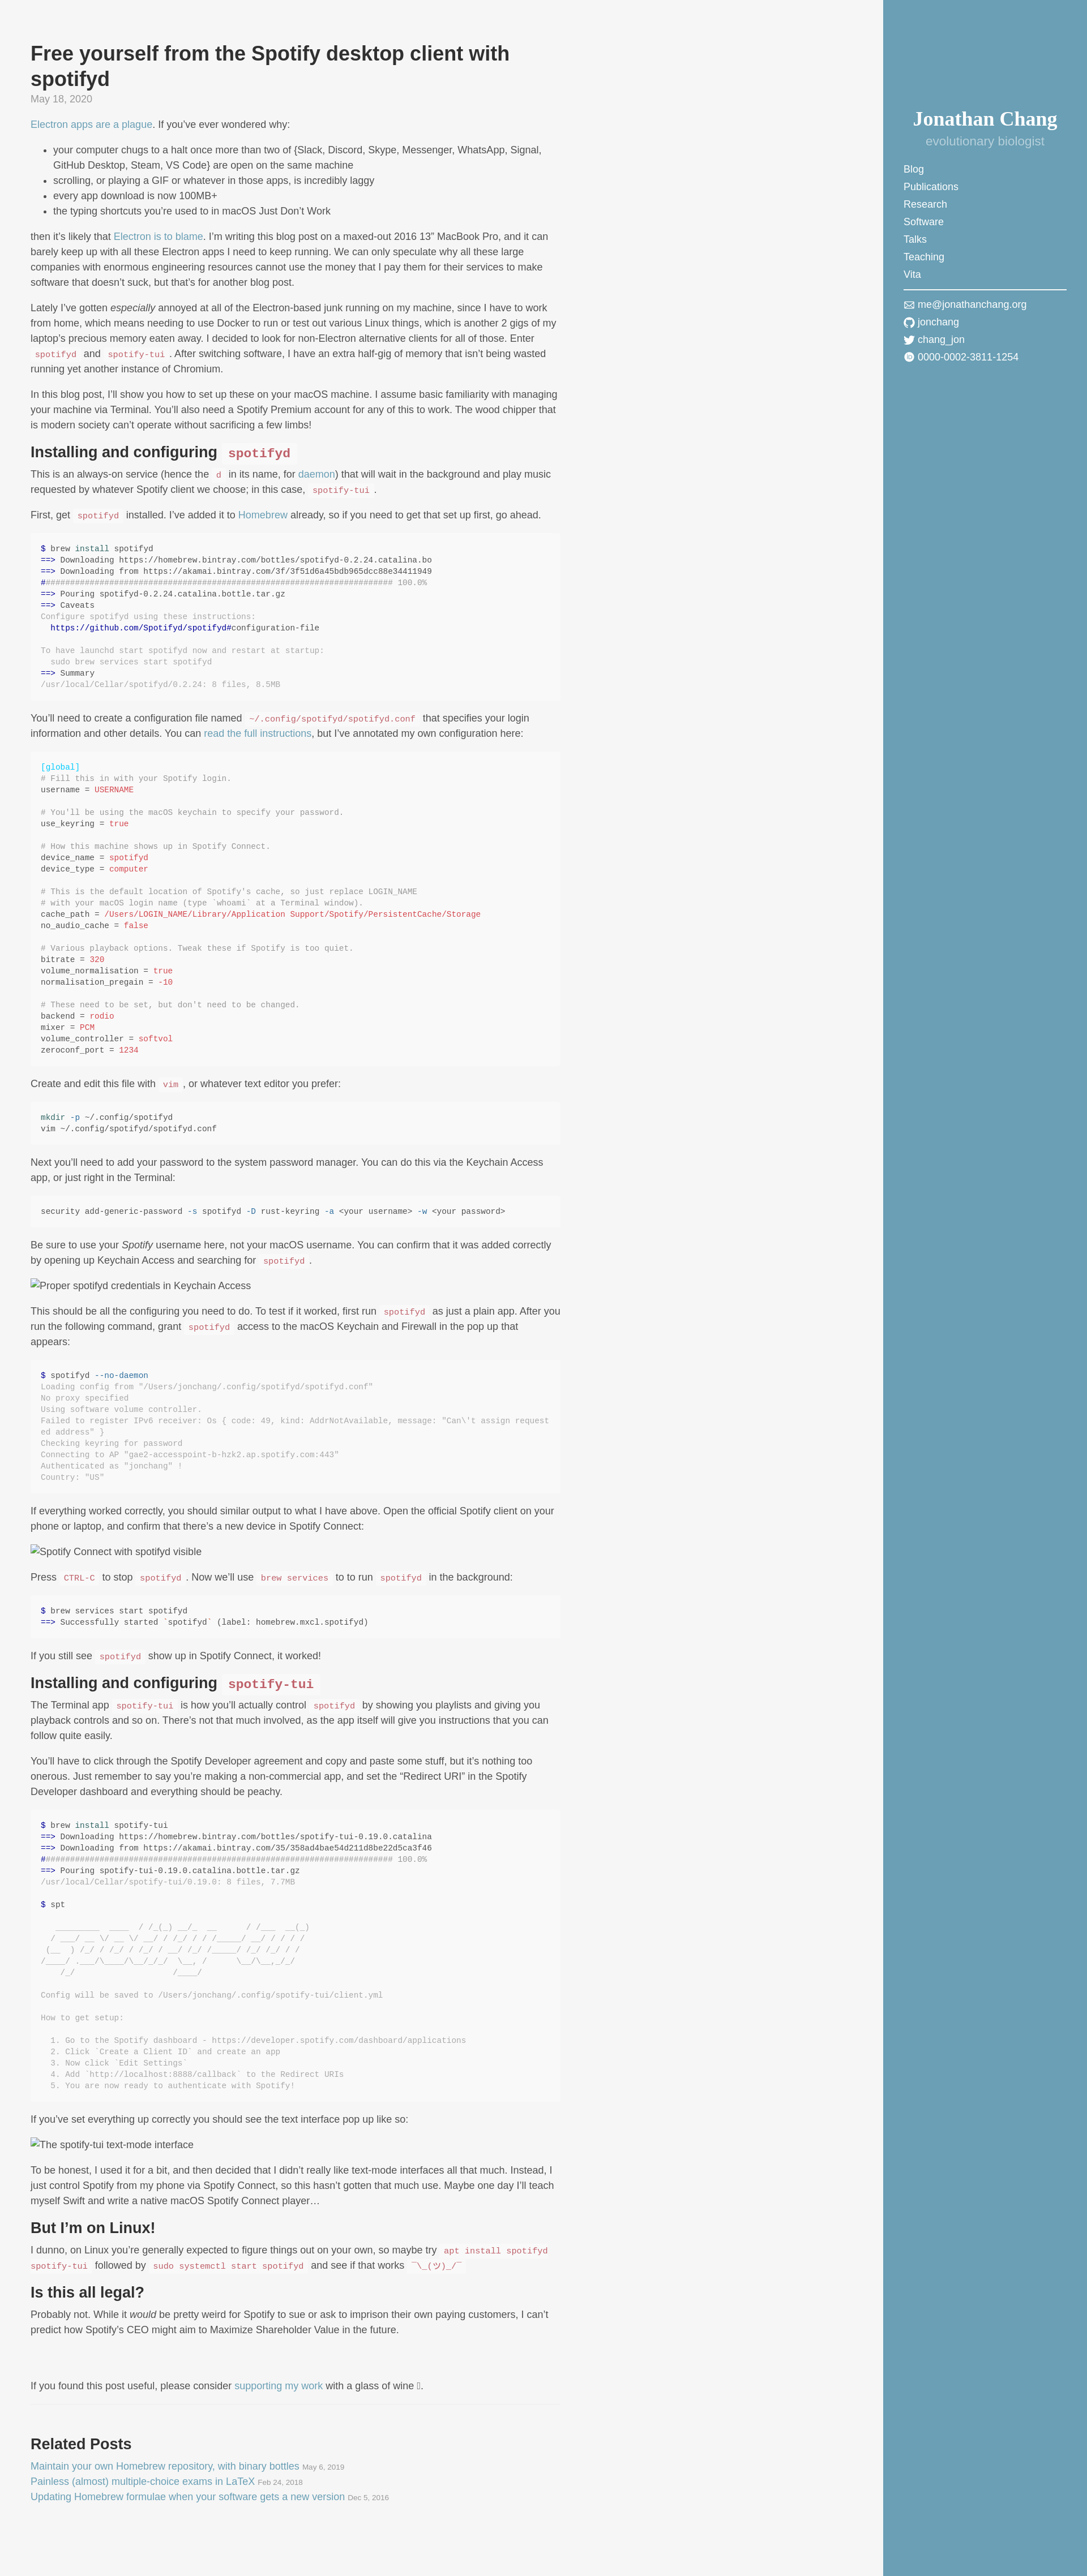 Free yourself from the Spotify desktop client with
spotifyd
May 18, 2020
Electron apps are a plague. If you’ve ever wondered why:
• your computer chugs to a halt once more than two of {Slack, Discord, Skype, Messenger, WhatsApp, Signal,
GitHub Desktop, Steam, VS Code} are open on the same machine
• scrolling, or playing a GIF or whatever in those apps, is incredibly laggy
• every app download is now 100MB+
• the typing shortcuts you’re used to in macOS Just Don’t Work
then it’s likely that Electron is to blame. I’m writing this blog post on a maxed-out 2016 13” MacBook Pro, and it can
barely keep up with all these Electron apps I need to keep running. We can only speculate why all these large
companies with enormous engineering resources cannot use the money that I pay them for their services to make
software that doesn’t suck, but that’s for another blog post.
Lately I’ve gotten especially annoyed at all of the Electron-based junk running on my machine, since I have to work
from home, which means needing to use Docker to run or test out various Linux things, which is another 2 gigs of my
laptop’s precious memory eaten away. I decided to look for non-Electron alternative clients for all of those. Enter
spotifyd and spotify-tui. After switching software, I have an extra half-gig of memory that isn’t being wasted
running yet another instance of Chromium.
In this blog post, I’ll show you how to set up these on your macOS machine. I assume basic familiarity with managing
your machine via Terminal. You’ll also need a Spotify Premium account for any of this to work. The wood chipper that
is modern society can’t operate without sacrificing a few limbs!
Installing and configuring spotifyd
This is an always-on service (hence the d in its name, for daemon) that will wait in the background and play music
requested by whatever Spotify client we choose; in this case, spotify-tui.
First, get spotifyd installed. I’ve added it to Homebrew already, so if you need to get that set up first, go ahead.
$ brew install spotifyd
==> Downloading https://homebrew.bintray.com/bottles/spotifyd-0.2.24.catalina.bo
==> Downloading from https://akamai.bintray.com/3f/3f51d6a45bdb965dcc88e34411949
######################################################################## 100.0%
==> Pouring spotifyd-0.2.24.catalina.bottle.tar.gz
==> Caveats
Configure spotifyd using these instructions:
  https://github.com/Spotifyd/spotifyd#configuration-file
To have launchd start spotifyd now and restart at startup:
  sudo brew services start spotifyd
==> Summary
/usr/local/Cellar/spotifyd/0.2.24: 8 files, 8.5MB
You’ll need to create a configuration file named ~/.config/spotifyd/spotifyd.conf that specifies your login
information and other details. You can read the full instructions, but I’ve annotated my own configuration here:
[global]
# Fill this in with your Spotify login.
username = USERNAME
# You'll be using the macOS keychain to specify your password.
use_keyring = true
# How this machine shows up in Spotify Connect.
device_name = spotifyd
device_type = computer
# This is the default location of Spotify's cache, so just replace LOGIN_NAME
# with your macOS login name (type `whoami` at a Terminal window).
cache_path = /Users/LOGIN_NAME/Library/Application Support/Spotify/PersistentCache/Storage
no_audio_cache = false
# Various playback options. Tweak these if Spotify is too quiet.
bitrate = 320
volume_normalisation = true
normalisation_pregain = -10
# These need to be set, but don't need to be changed.
backend = rodio
mixer = PCM
volume_controller = softvol
zeroconf_port = 1234
Create and edit this file with vim, or whatever text editor you prefer:
mkdir -p ~/.config/spotifyd
vim ~/.config/spotifyd/spotifyd.conf
Next you’ll need to add your password to the system password manager. You can do this via the Keychain Access
app, or just right in the Terminal:
security add-generic-password -s spotifyd -D rust-keyring -a <your username> -w <your password>
Be sure to use your Spotify username here, not your macOS username. You can confirm that it was added correctly
by opening up Keychain Access and searching for spotifyd.
Proper spotifyd credentials in Keychain Access
This should be all the configuring you need to do. To test if it worked, first run spotifyd as just a plain app. After you
run the following command, grant spotifyd access to the macOS Keychain and Firewall in the pop up that
appears:
$ spotifyd --no-daemon
Loading config from "/Users/jonchang/.config/spotifyd/spotifyd.conf"
No proxy specified
Using software volume controller.
Failed to register IPv6 receiver: Os { code: 49, kind: AddrNotAvailable, message: "Can\'t assign request
ed address" }
Checking keyring for password
Connecting to AP "gae2-accesspoint-b-hzk2.ap.spotify.com:443"
Authenticated as "jonchang" !
Country: "US"
If everything worked correctly, you should similar output to what I have above. Open the official Spotify client on your
phone or laptop, and confirm that there’s a new device in Spotify Connect:
Spotify Connect with spotifyd visible
Press CTRL-C to stop spotifyd. Now we’ll use brew services to to run spotifyd in the background:
$ brew services start spotifyd
==> Successfully started `spotifyd` (label: homebrew.mxcl.spotifyd)
If you still see spotifyd show up in Spotify Connect, it worked!
Installing and configuring spotify-tui
The Terminal app spotify-tui is how you’ll actually control spotifyd by showing you playlists and giving you
playback controls and so on. There’s not that much involved, as the app itself will give you instructions that you can
follow quite easily.
You’ll have to click through the Spotify Developer agreement and copy and paste some stuff, but it’s nothing too
onerous. Just remember to say you’re making a non-commercial app, and set the “Redirect URI” in the Spotify
Developer dashboard and everything should be peachy.
$ brew install spotify-tui
==> Downloading https://homebrew.bintray.com/bottles/spotify-tui-0.19.0.catalina
==> Downloading from https://akamai.bintray.com/35/358ad4bae54d211d8be22d5ca3f46
######################################################################## 100.0%
==> Pouring spotify-tui-0.19.0.catalina.bottle.tar.gz
/usr/local/Cellar/spotify-tui/0.19.0: 8 files, 7.7MB
$ spt
   _________  ____  / /_(_) __/_  __      / /___  __(_)
  / ___/ __ \/ __ \/ __/ / /_/ / / /_____/ __/ / / / /
 (__  ) /_/ / /_/ / /_/ / __/ /_/ /_____/ /_/ /_/ / /
/____/ .___/\____/\__/_/_/  \__, /      \__/\__,_/_/
    /_/                    /____/
Config will be saved to /Users/jonchang/.config/spotify-tui/client.yml
How to get setup:
  1. Go to the Spotify dashboard - https://developer.spotify.com/dashboard/applications
  2. Click `Create a Client ID` and create an app
  3. Now click `Edit Settings`
  4. Add `http://localhost:8888/callback` to the Redirect URIs
  5. You are now ready to authenticate with Spotify!
If you’ve set everything up correctly you should see the text interface pop up like so:
The spotify-tui text-mode interface
To be honest, I used it for a bit, and then decided that I didn’t really like text-mode interfaces all that much. Instead, I
just control Spotify from my phone via Spotify Connect, so this hasn’t gotten that much use. Maybe one day I’ll teach
myself Swift and write a native macOS Spotify Connect player…
But I’m on Linux!
I dunno, on Linux you’re generally expected to figure things out on your own, so maybe try apt install spotifyd
spotify-tui followed by sudo systemctl start spotifyd and see if that works ¯\_(ツ)_/¯
Is this all legal?
Probably not. While it would be pretty weird for Spotify to sue or ask to imprison their own paying customers, I can’t
predict how Spotify’s CEO might aim to Maximize Shareholder Value in the future.
If you found this post useful, please consider supporting my work with a glass of wine .
Related Posts
Maintain your own Homebrew repository, with binary bottles May 6, 2019
Painless (almost) multiple-choice exams in LaTeX Feb 24, 2018
Updating Homebrew formulae when your software gets a new version Dec 5, 2016
Jonathan Chang
evolutionary biologist
Blog
Publications
Research
Software
Talks
Teaching
Vita
me@jonathanchang.org
jonchang
chang_jon
0000-0002-3811-1254